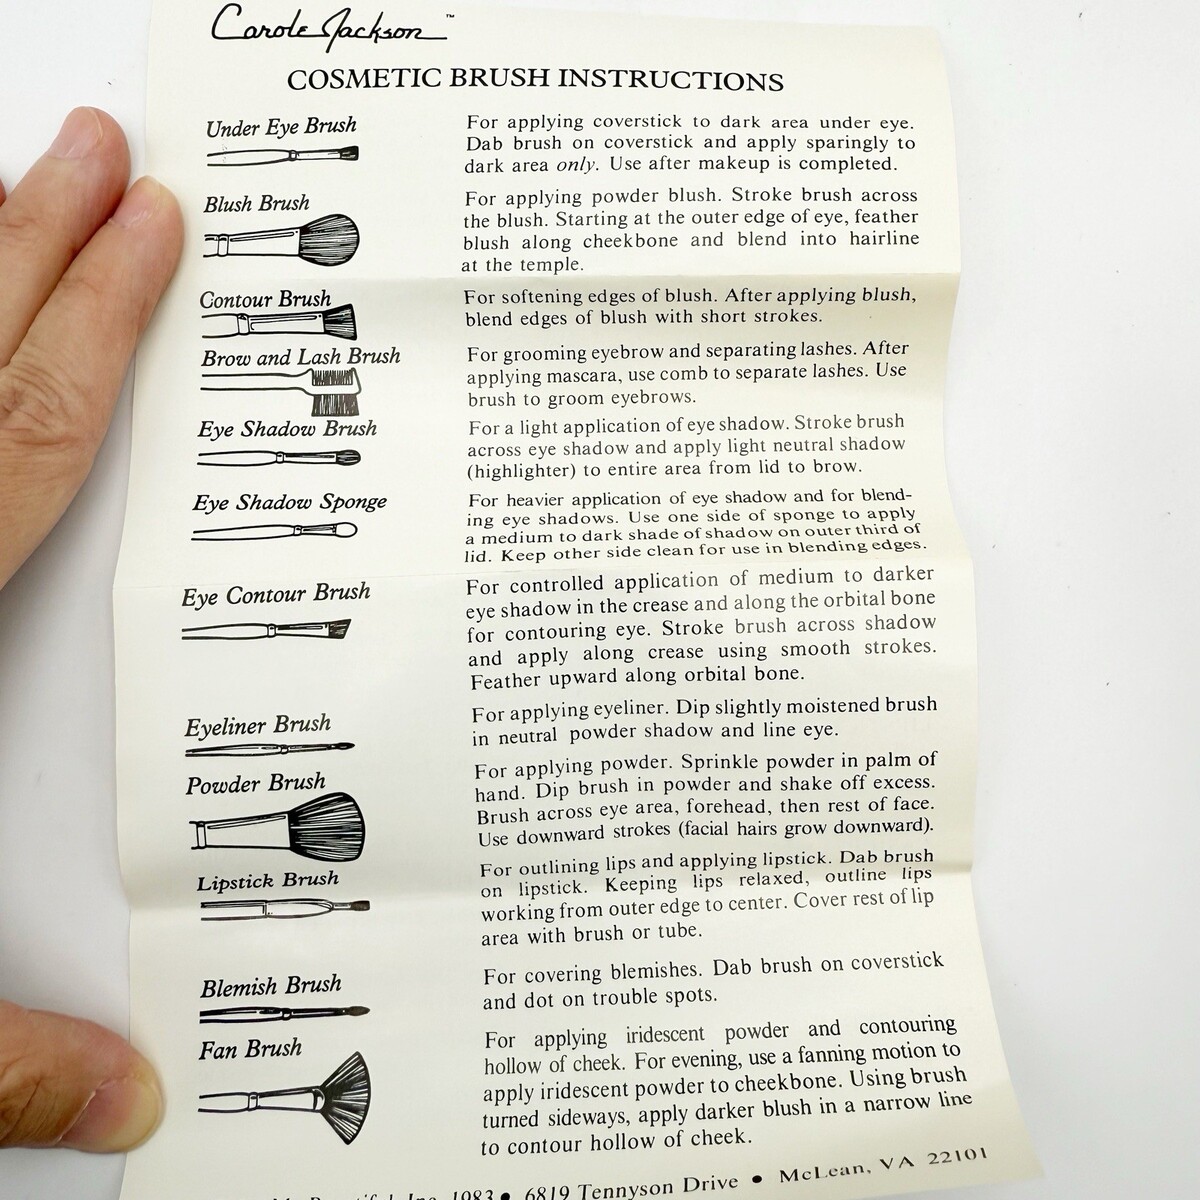 Carole Jackson™
COSMETIC BRUSH INSTRUCTIONS
Under Eye Brush
For applying coverstick to dark area under eye.
Dab brush on coverstick and apply sparingly to
dark area only. Use after makeup is completed.
Blush Brush
For applying powder blush. Stroke brush across
the blush. Starting at the outer edge of eye, feather
blush along cheekbone and blend into hairline
at the temple.
Contour Brush
For softening edges of blush. After applying blush,
blend edges of blush with short strokes.
Brow and Lash Brush
For grooming eyebrow and separating lashes. After
applying mascara, use comb to separate lashes. Use
brush to groom eyebrows.
Eye Shadow Brush
For a light application of eye shadow. Stroke brush
across eye shadow and apply light neutral shadow
(highlighter) to entire area from lid to brow.
Eye Shadow Sponge
For heavier application of eye shadow and for blend-
ing eye shadows. Use one side of sponge to apply
a medium to dark shade of shadow on outer third of
lid. Keep other side clean for use in blending edges.
Eye Contour Brush
For controlled application of medium to darker
eye shadow in the crease and along the orbital bone
for contouring eye. Stroke brush across shadow
and apply along crease using smooth strokes.
Feather upward along orbital bone.
Eyeliner Brush
For applying eyeliner. Dip slightly moistened brush
in neutral powder shadow and line eye.
Powder Brush
For applying powder. Sprinkle powder in palm of
hand. Dip brush in powder and shake off excess.
Brush across eye area, forehead, then rest of face.
Use downward strokes (facial hairs grow downward).
Lipstick Brush
For outlining lips and applying lipstick. Dab brush
on lipstick. Keeping lips relaxed, outline lips
working from outer edge to center. Cover rest of lip
area with brush or tube.
Blemish Brush
For covering blemishes. Dab brush on coverstick
and dot on trouble spots.
Fan Brush
For applying iridescent powder and contouring
hollow of cheek. For evening, use a fanning motion to
apply iridescent powder to cheekbone. Using brush
turned sideways, apply darker blush in a narrow line
to contour hollow of cheek.
Inc. 1983 • 6819 Tennyson Drive • McLean, VA 22101